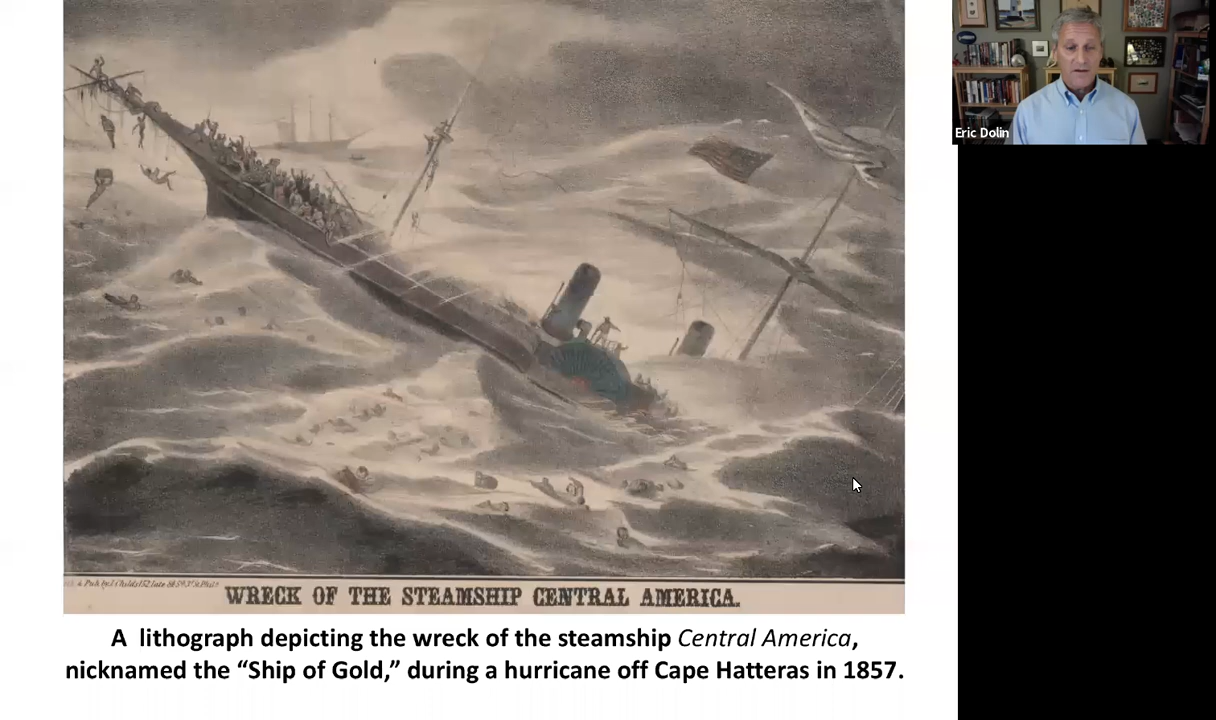 Eric Dolin
WRECK OF THE STEAMSHIP CENTRAL AMERICA.
A lithograph depicting the wreck of the steamship Central America,
nicknamed the “Ship of Gold,” during a hurricane off Cape Hatteras in 1857.